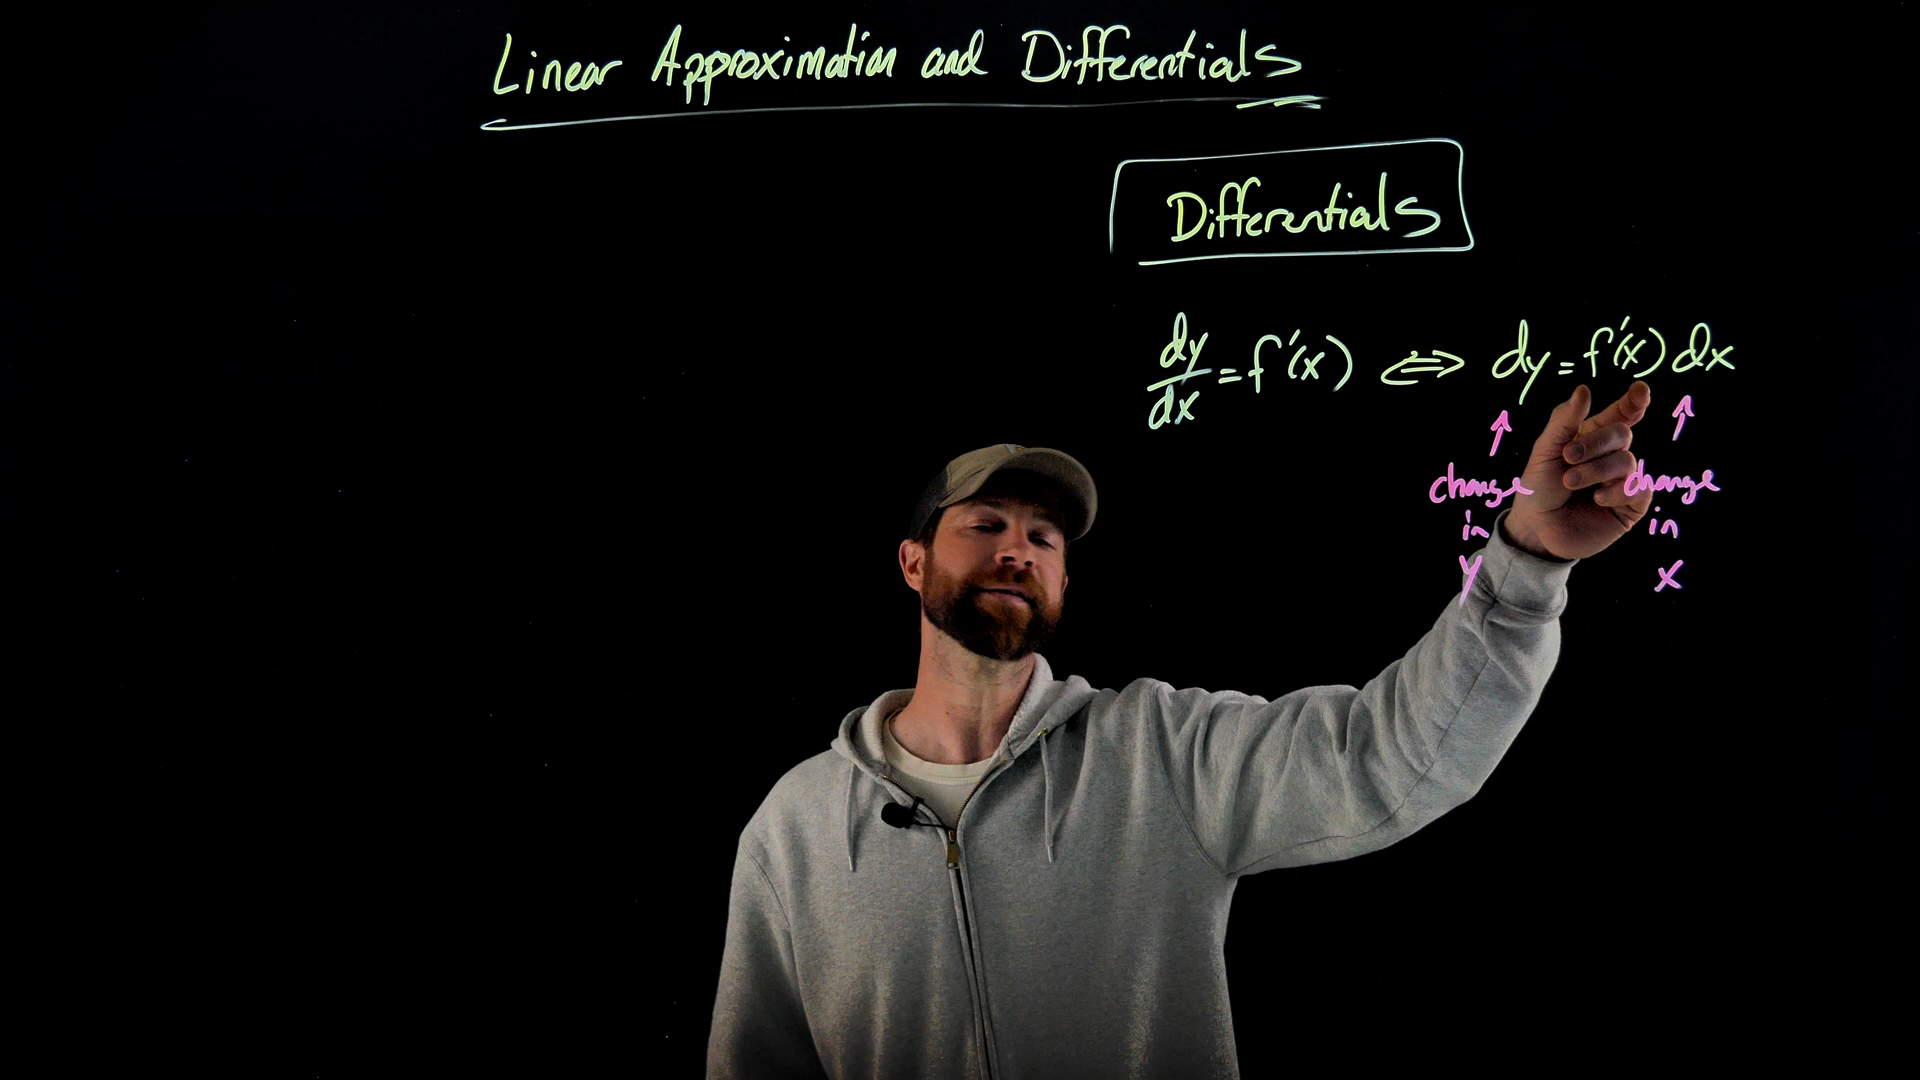 Linear Approximation and Differentials
Differentials
dy/dx = f'(x) ⇔ dy = f'(x) dx
↑ ↑
change change
in in
y x